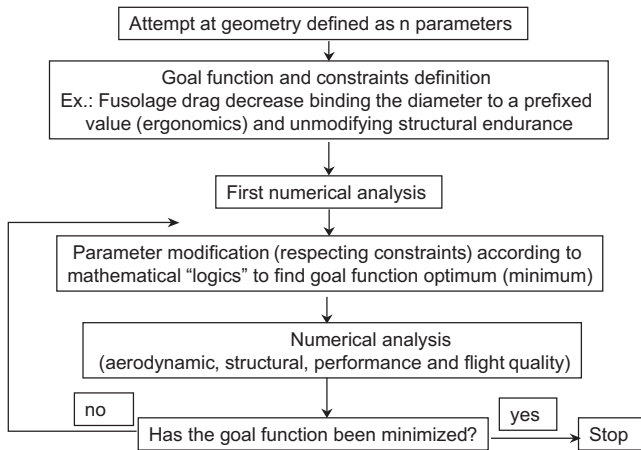 Attempt at geometry defined as n parameters
Goal function and constraints definition
Ex.: Fusolage drag decrease binding the diameter to a prefixed
value (ergonomics) and unmodifying structural endurance
First numerical analysis
Parameter modification (respecting constraints) according to
mathematical “logics” to find goal function optimum (minimum)
Numerical analysis
(aerodynamic, structural, performance and flight quality)
no
yes
Has the goal function been minimized?
Stop